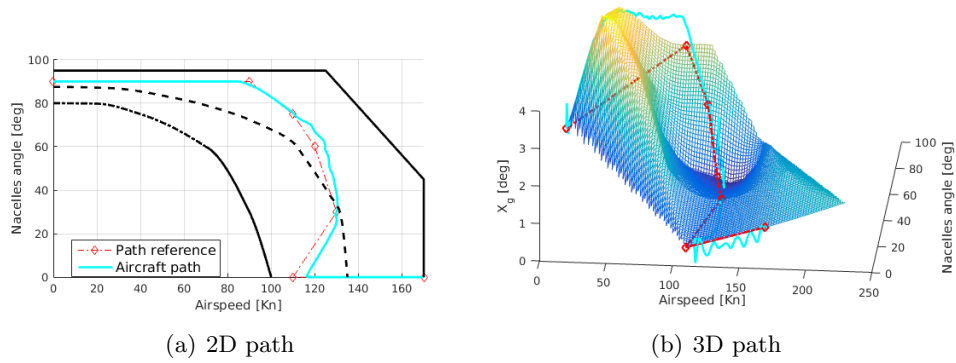 100
80
60
40
20
0
Nacelles angle [deg]
0 20 40 60 80 100 120 140 160
Airspeed [Kn]
Path reference
Aircraft path
(a) 2D path
4
3
2
1
0
X_g [deg]
0 50 100 150 200 250
Airspeed [Kn]
100
80
60
40
20
0
Nacelles angle [deg]
(b) 3D path